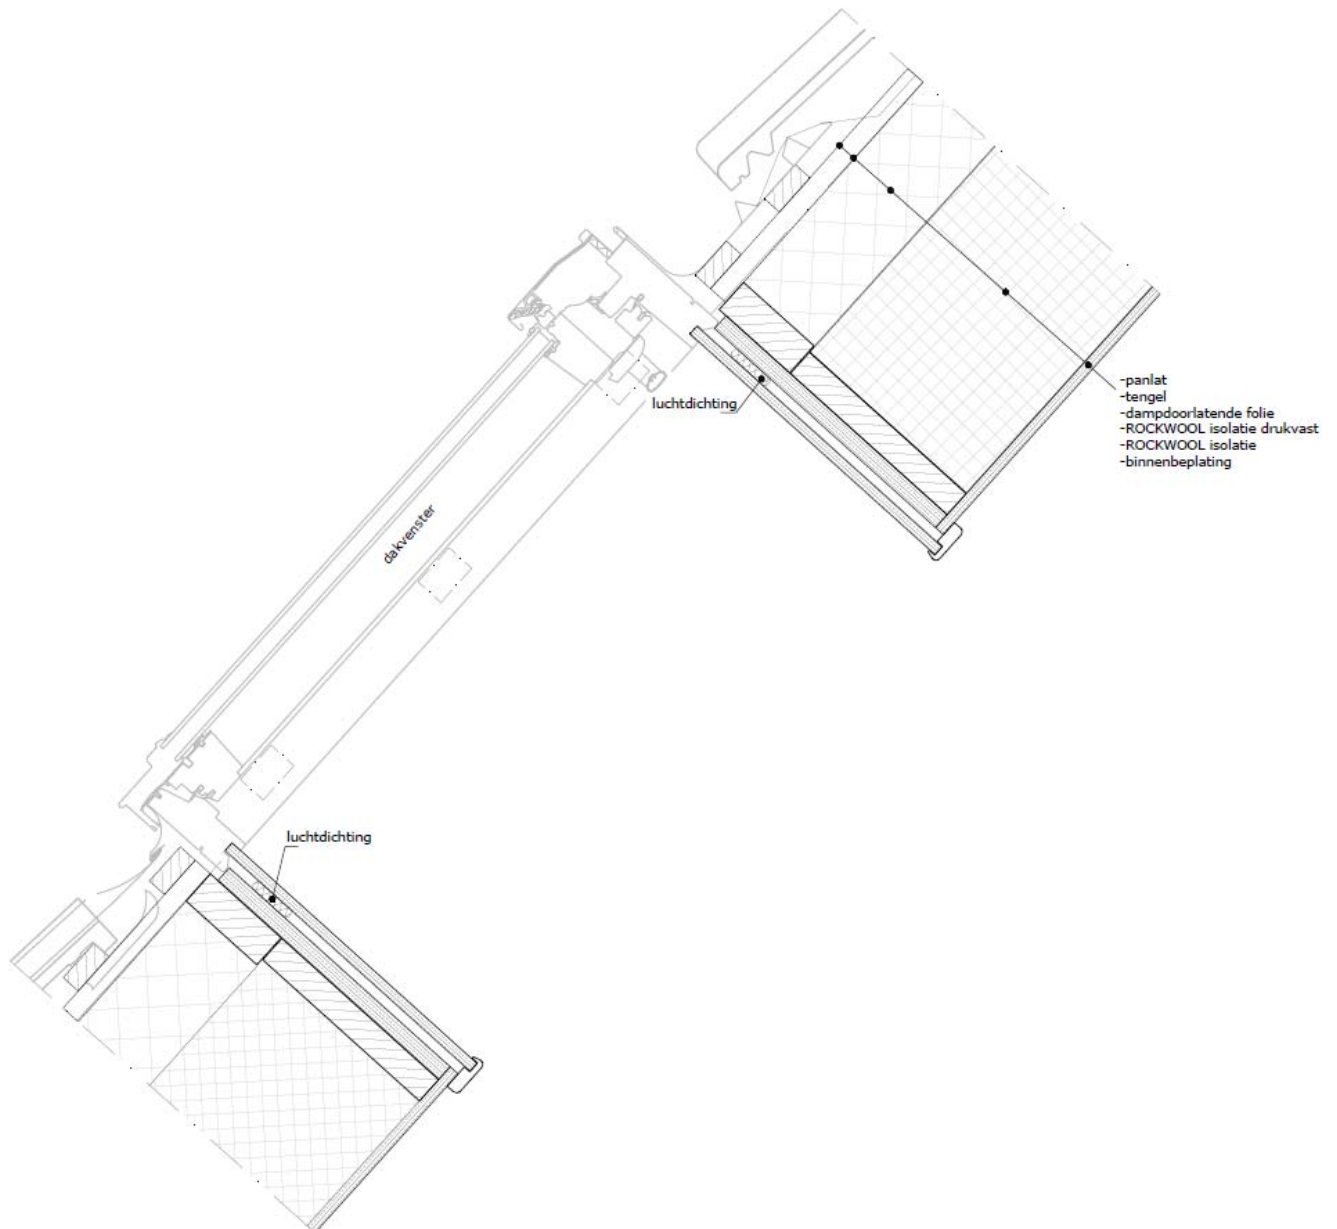 luchtdichting
-panlat
-tengel
-dampdoorlatende folie
-ROCKWOOL isolatie drukvast
-ROCKWOOL isolatie
-binnenbeplating
dakvenster
luchtdichting